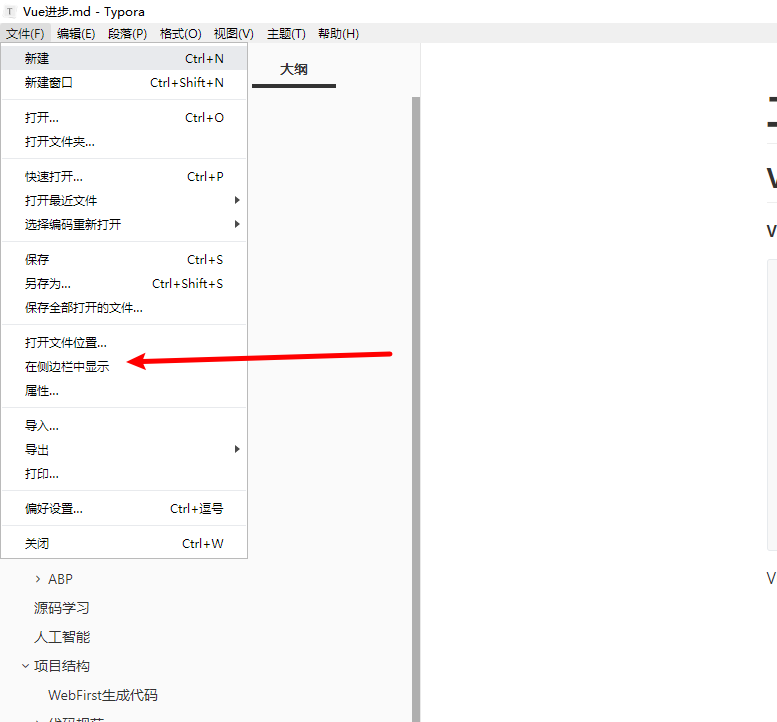 T Vue进步.md - Typora
文件(F) 编辑(E) 段落(P) 格式(O) 视图(V) 主题(T) 帮助(H)
新建 Ctrl+N
大纲
新建窗口 Ctrl+Shift+N
打开... Ctrl+O
打开文件夹...
快速打开... Ctrl+P
打开最近文件
选择编码重新打开
保存 Ctrl+S
另存为... Ctrl+Shift+S
保存全部打开的文件...
打开文件位置...
在侧边栏中显示
属性...
导入...
导出
打印...
偏好设置... Ctrl+逗号
关闭 Ctrl+W
ABP
源码学习
人工智能
项目结构
WebFirst生成代码